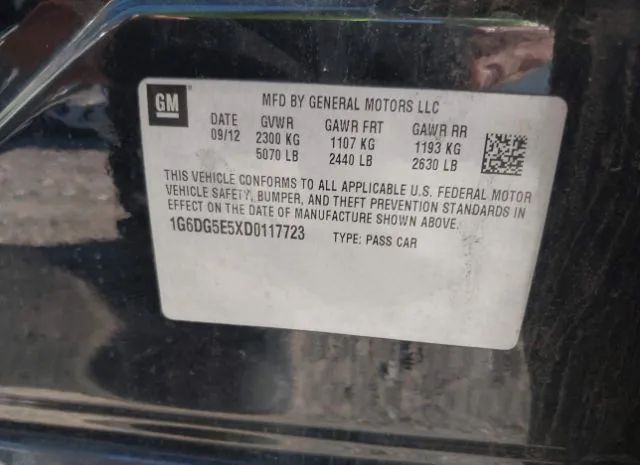 GM
MFD BY GENERAL MOTORS LLC
DATE GVWR GAWR FRT GAWR RR
09/12 2300 KG 1107 KG 1193 KG
5070 LB 2440 LB 2630 LB
THIS VEHICLE CONFORMS TO ALL APPLICABLE U.S. FEDERAL MOTOR
VEHICLE SAFETY, BUMPER, AND THEFT PREVENTION STANDARDS IN
EFFECT ON THE DATE OF MANUFACTURE SHOWN ABOVE.
1G6DG5E5XD0117723 TYPE: PASS CAR